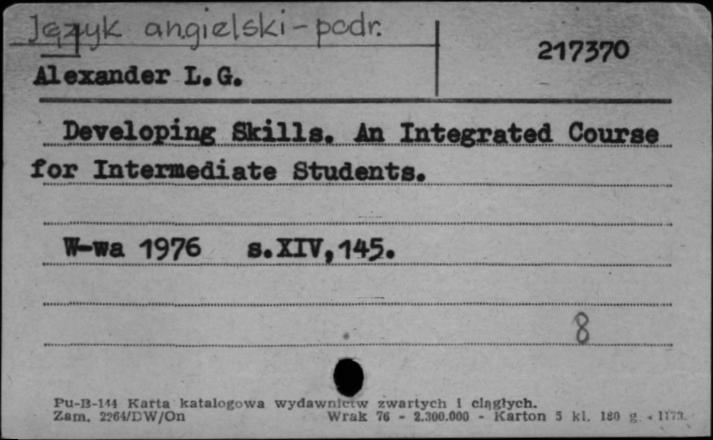 Język angielski - podr.
217370
Alexander L.G.
Developing Skills. An Integrated Course
for Intermediate Students.
W-wa 1976 s.XIV,145.
8
Pu-B-144 Karta katalogowa wydawnictw zwartych i ciągłych.
Zam. 2264/DW/On Wrak 76 - 2.300.000 - Karton 5 kl. 180 g.